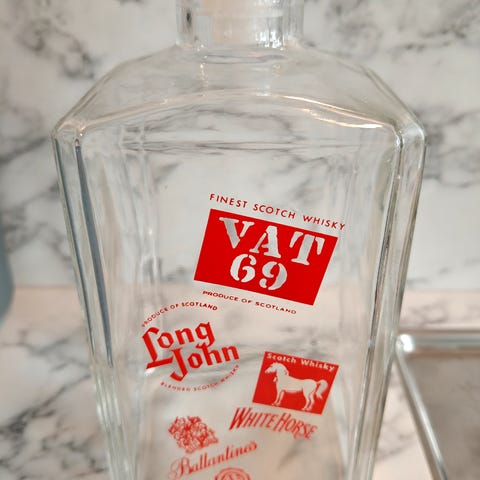 FINEST SCOTCH WHISKY
VAT
69
PRODUCE OF SCOTLAND
PRODUCE OF SCOTLAND
Long
John
BLENDED SCOTCH WHISKY
Scotch Whisky
WHITE HORSE
Ballantine's